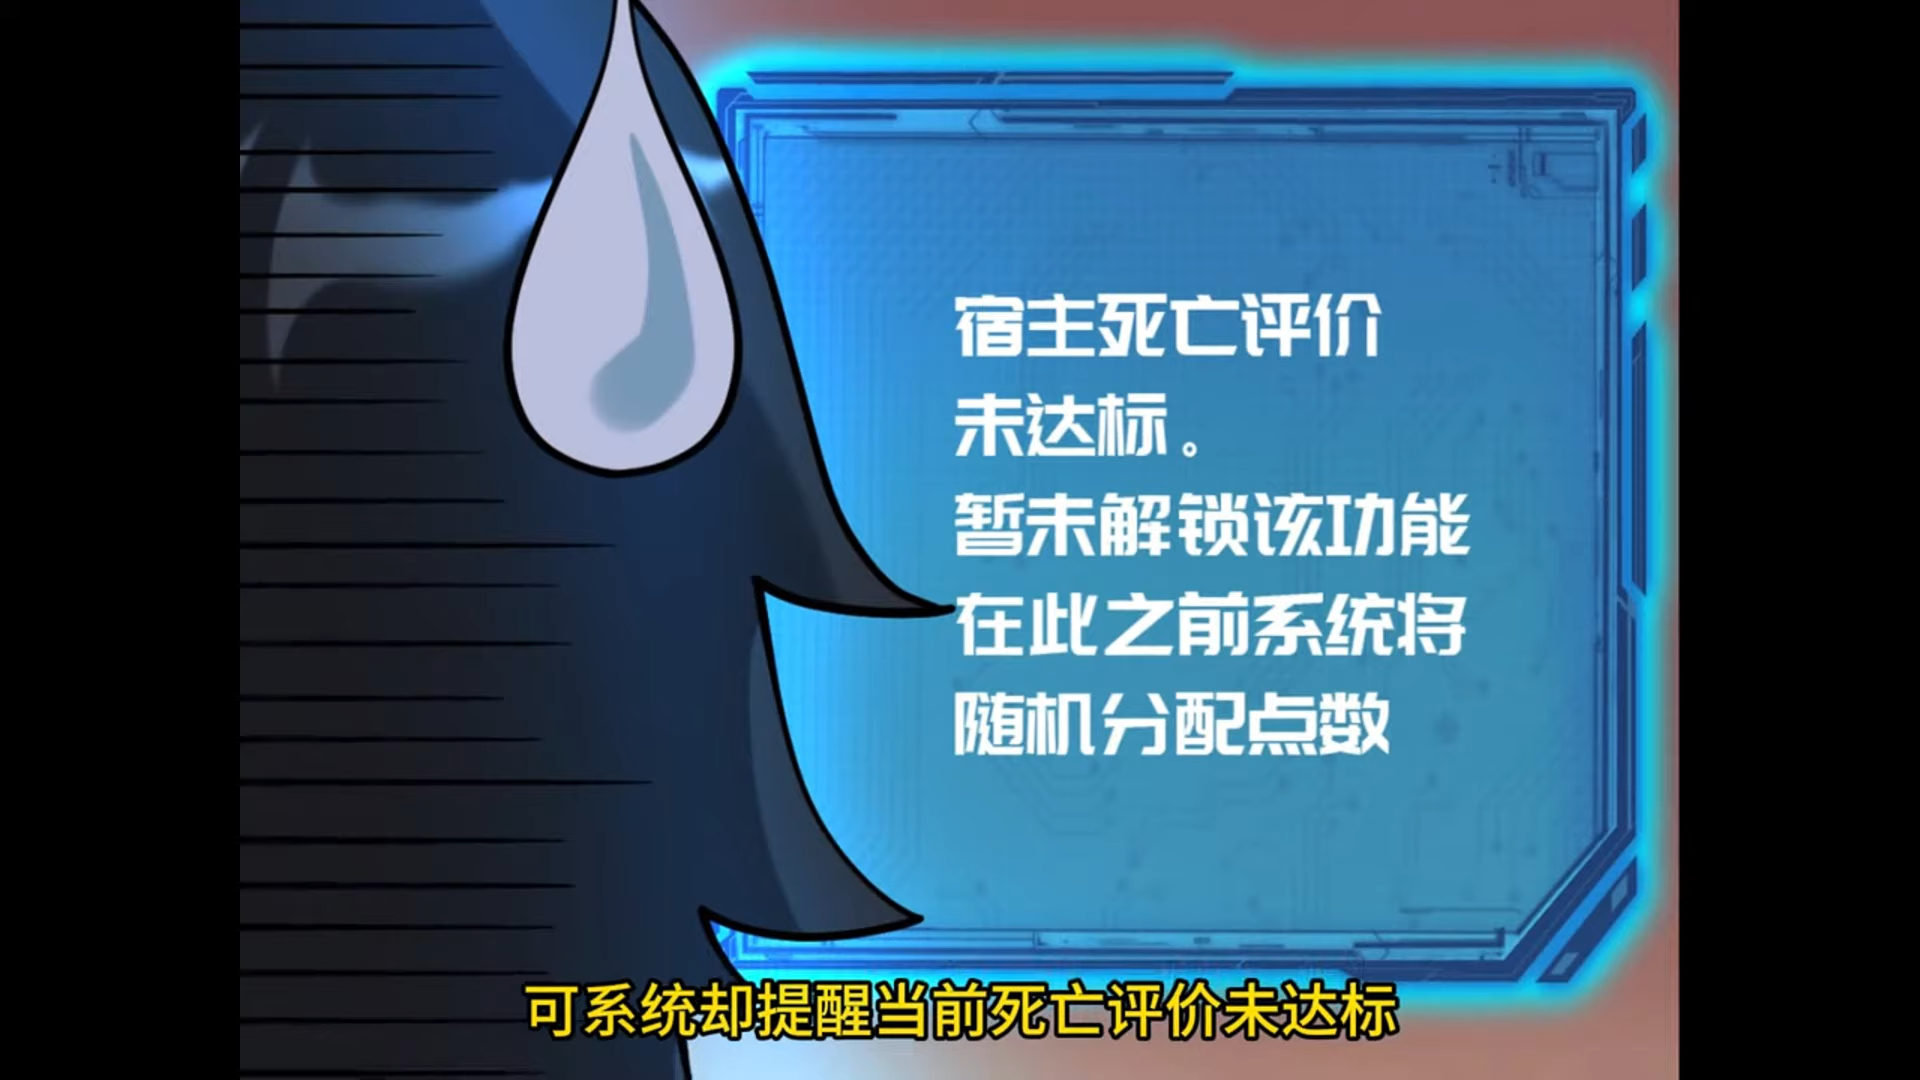 宿主死亡评价
未达标。
暂未解锁该功能
在此之前系统将
随机分配点数
可系统却提醒当前死亡评价未达标